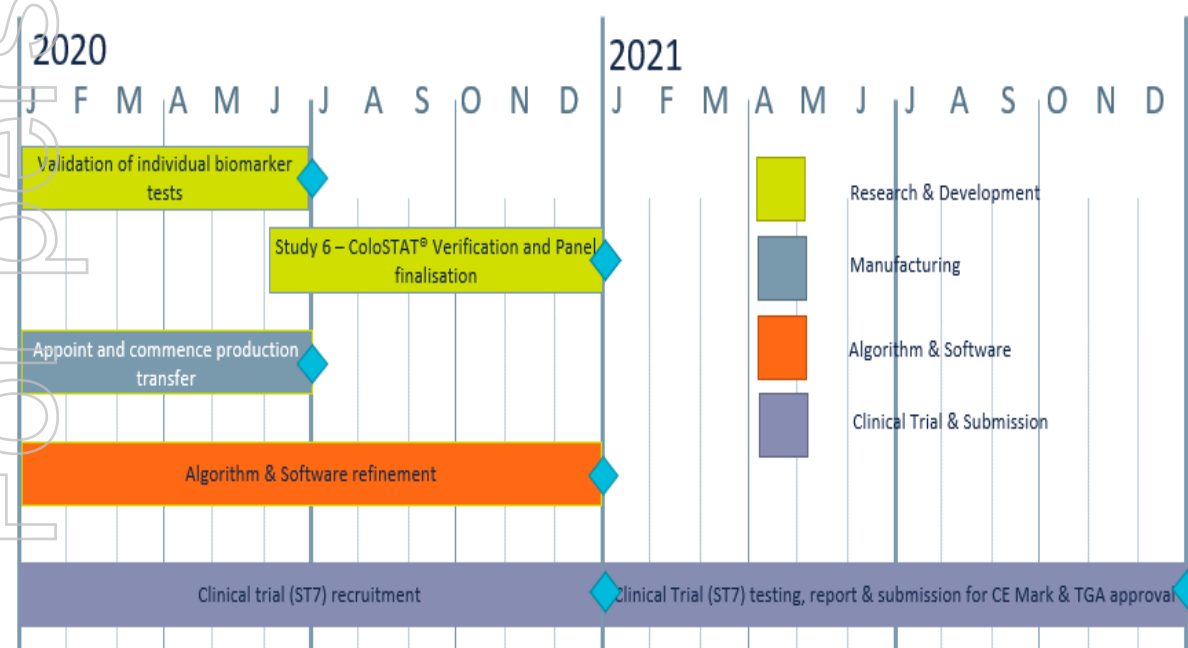 2020
2021
J F M A M J J A S O N D J F M A M J J A S O N D
Validation of individual biomarker
tests
Research & Development
Study 6 – ColoSTAT® Verification and Panel
finalisation
Manufacturing
Appoint and commence production
transfer
Algorithm & Software
Clinical Trial & Submission
Algorithm & Software refinement
Clinical trial (ST7) recruitment
Clinical Trial (ST7) testing, report & submission for CE Mark & TGA approval
For pers